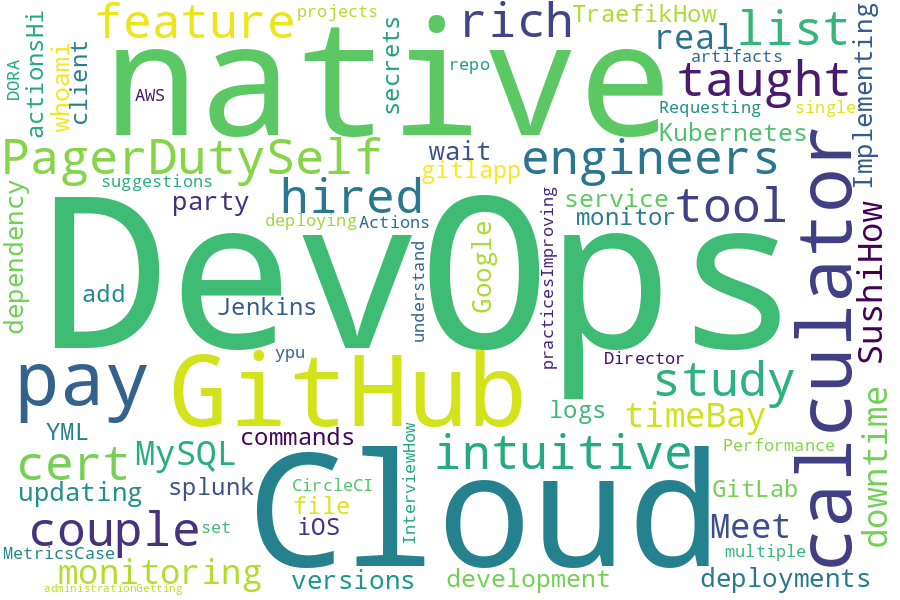 feature
projects
rich
TraefikHow
real
list
Implementing
DORA
actionsHi
whoami
client
native
secrets
repo
artifacts
taught
AWS
Requesting
single
Kubernetes
PagerDutySelf
wait
gitlapp
engineers
suggestions
party
hired
deploying
Actions
service
monitor
tool
calculator
SushiHow
dependency
add
DevOps
Jenkins
understand
Google
practicesImproving
ypu
Director
pay
GitHub
study
logs
timeBay
downtime
YML
commands
MySQL
cert
InterviewHow
intuitive
Performance
updating
splunk
Cloud
CircleCI
file
GitLab
couple
set
iOS
Meet
MetricsCase
multiple
monitoring
versions
development
deployments
administrationGetting